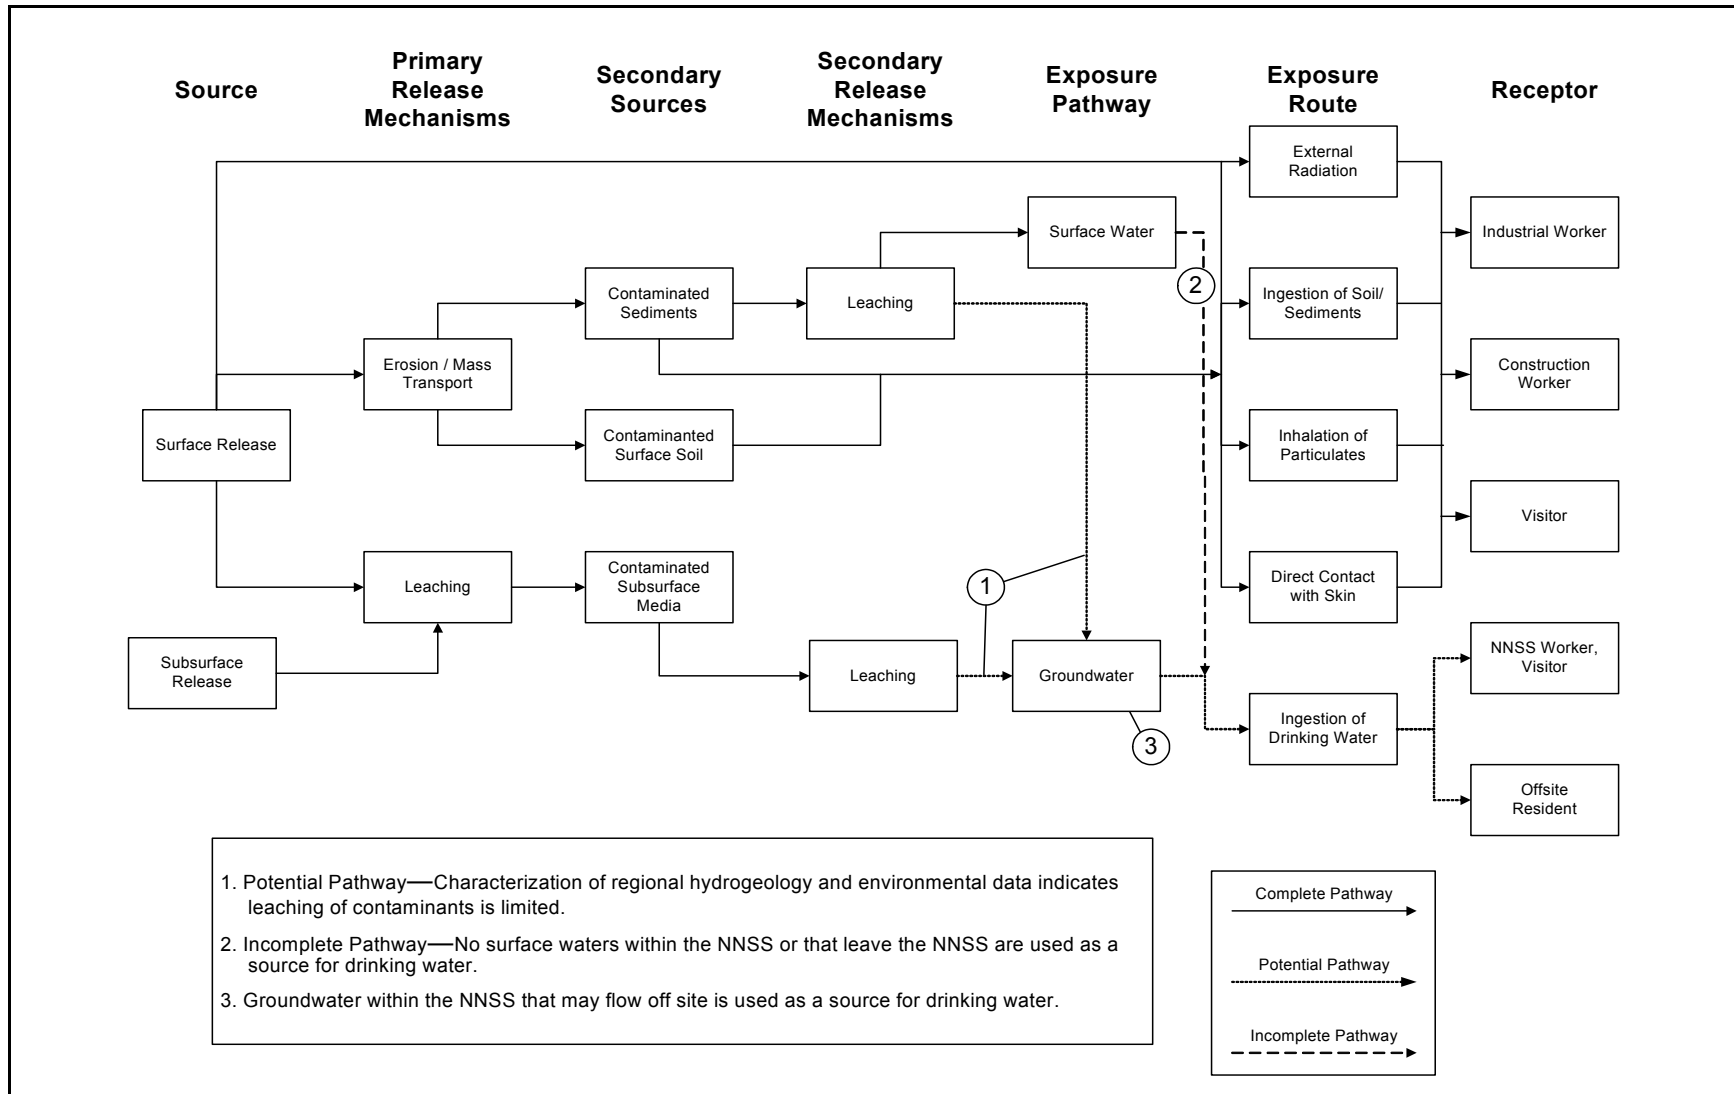 Source
Primary
Release
Mechanisms
Secondary
Sources
Secondary
Release
Mechanisms
Exposure
Pathway
Exposure
Route
Receptor
External
Radiation
Surface Water
Industrial Worker
2
Contaminated
Sediments
Leaching
Ingestion of Soil/
Sediments
Erosion / Mass
Transport
Construction
Worker
Surface Release
Contaminanted
Surface Soil
Inhalation of
Particulates
Visitor
Leaching
Contaminated
Subsurface
Media
1
Direct Contact
with Skin
Subsurface
Release
Leaching
Groundwater
NNSS Worker,
Visitor
3
Ingestion of
Drinking Water
Offsite
Resident
1. Potential Pathway—Characterization of regional hydrogeology and environmental data indicates
leaching of contaminants is limited.
2. Incomplete Pathway—No surface waters within the NNSS or that leave the NNSS are used as a
source for drinking water.
3. Groundwater within the NNSS that may flow off site is used as a source for drinking water.
Complete Pathway
Potential Pathway
Incomplete Pathway